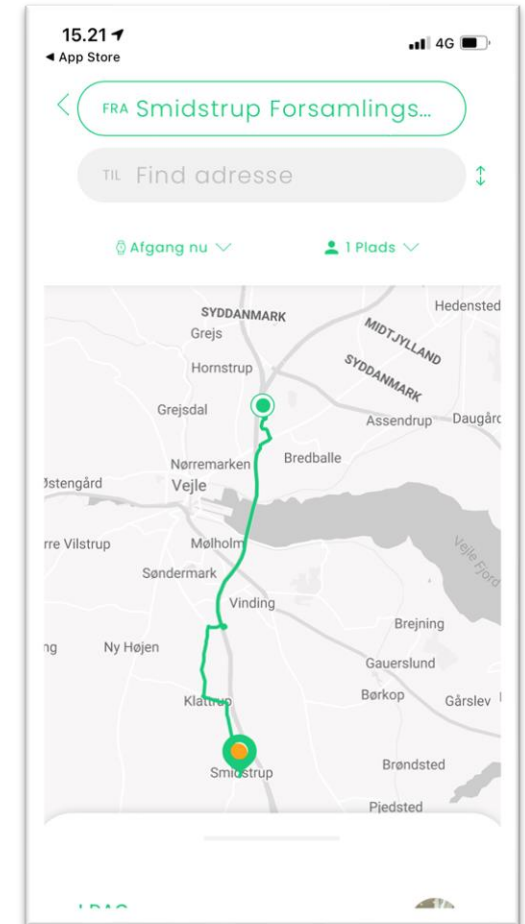 15.21
4G
App Store
FRA Smidstrup Forsamlings...
TIL Find adresse
Afgang nu
1 Plads
SYDDANMARK
Hedensted
Grejs
MIDTJYLLAND
Hornstrup
SYDDANMARK
Grejsdal
Assendrup
Daugård
Nørremarken
Bredballe
Vejle
Mølholm
Vejle Fjord
Søndermark
Vinding
Brejning
Ny Højen
Gauerslund
Børkop
Gårslev
Klattrup
Smidstrup
Brøndsted
Pjedsted